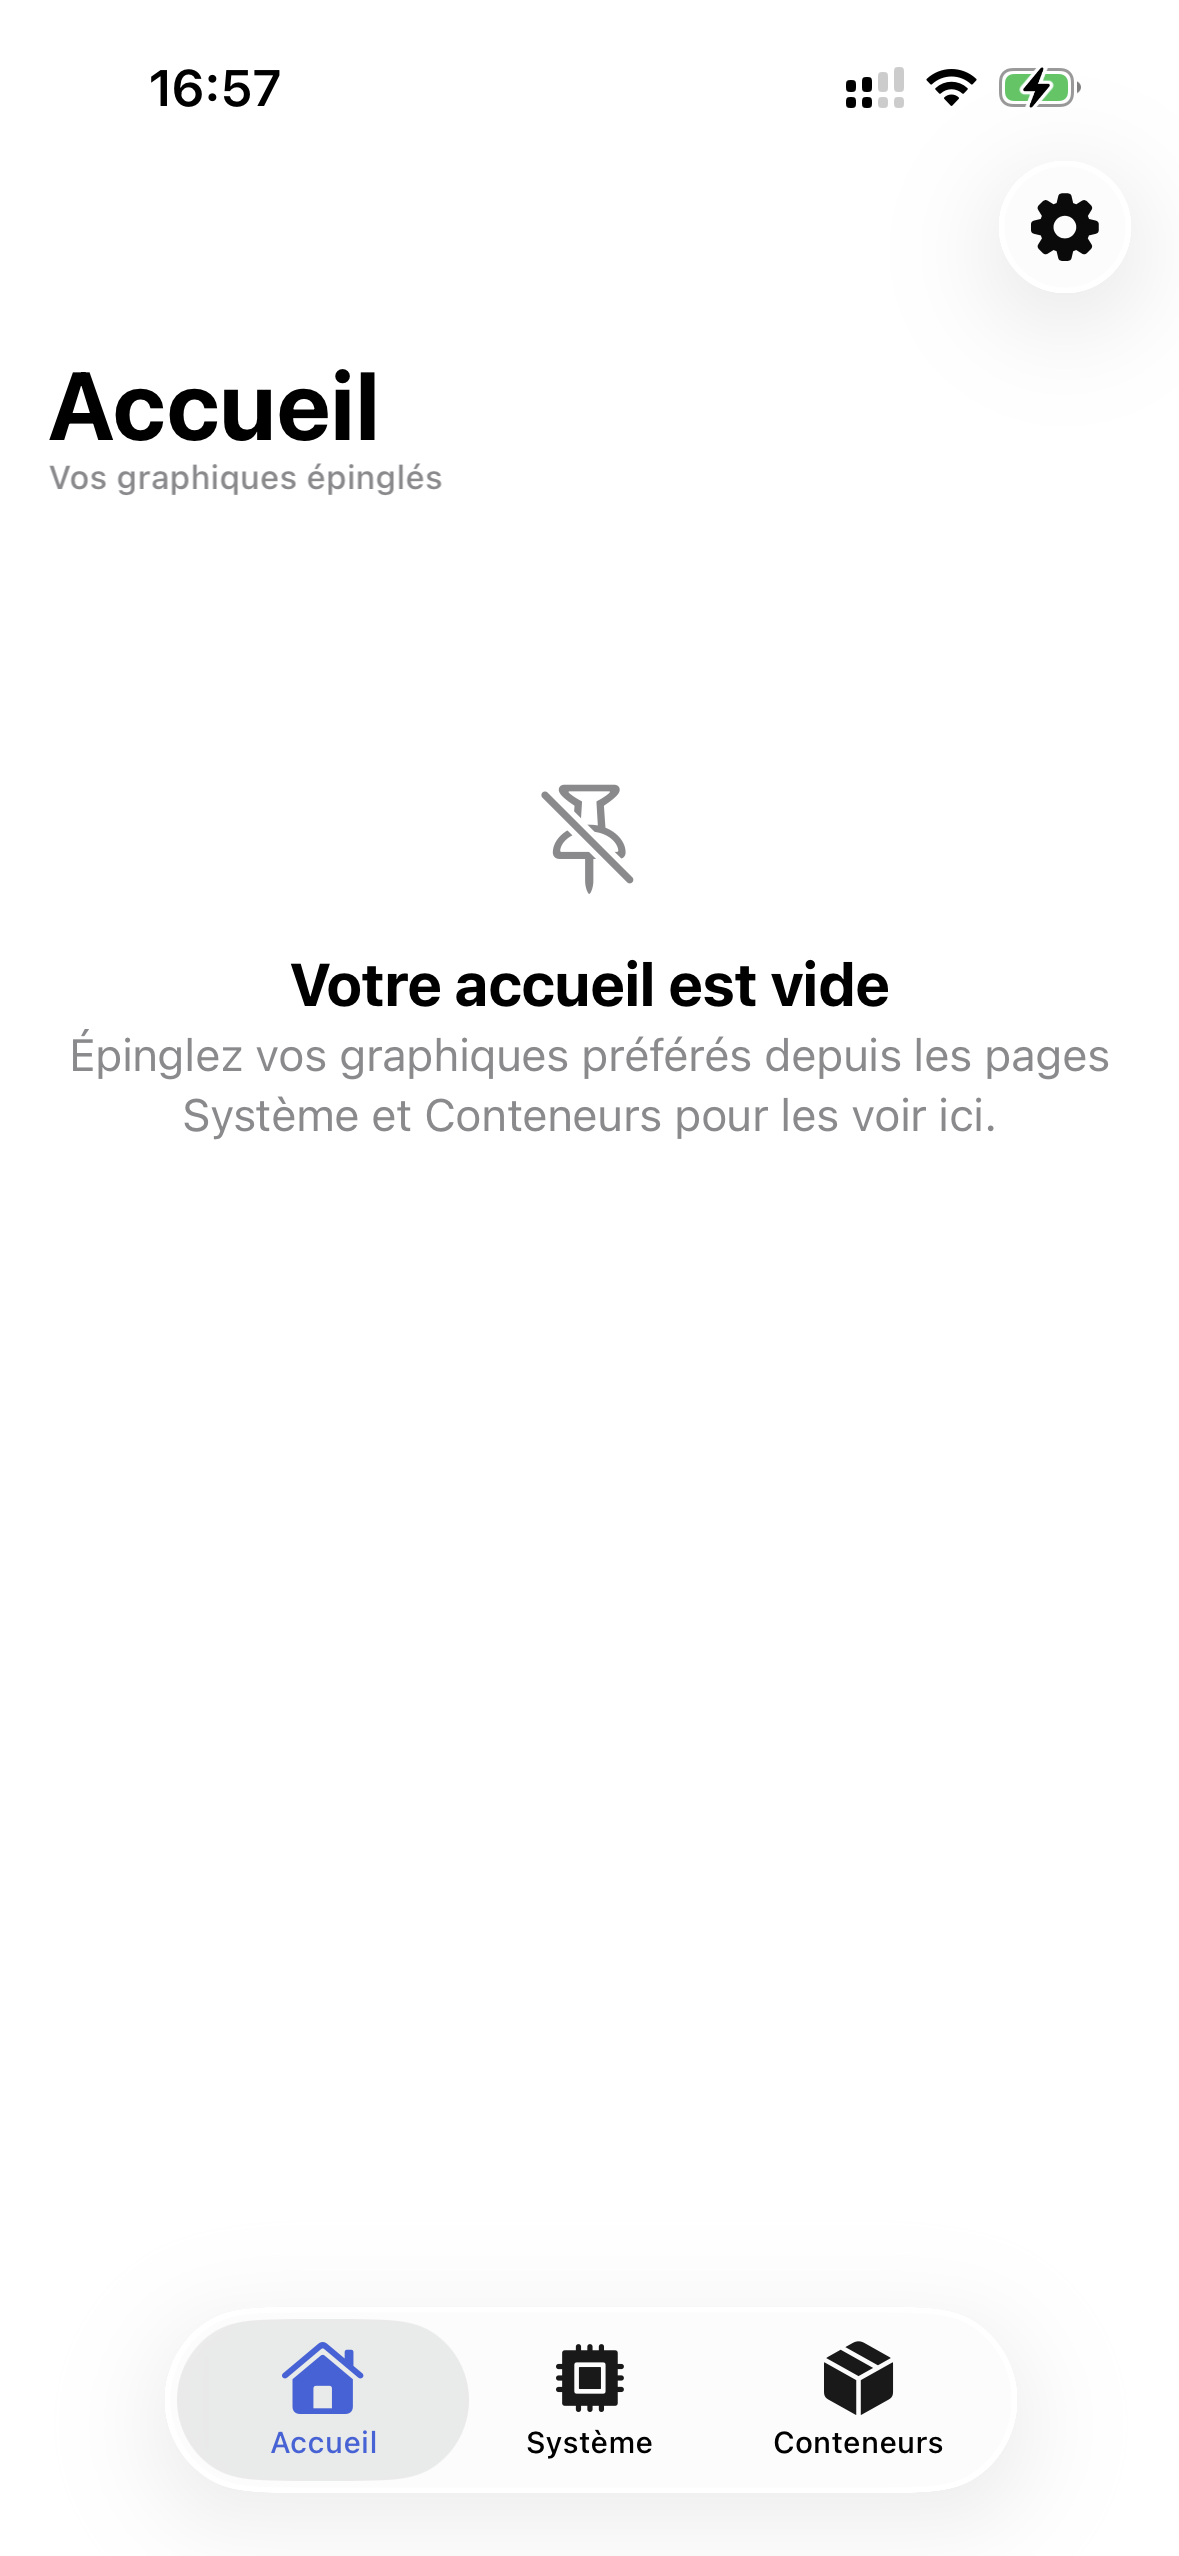 16:57
Accueil
Vos graphiques épinglés
Votre accueil est vide
Épinglez vos graphiques préférés depuis les pages
Système et Conteneurs pour les voir ici.
Accueil
Système
Conteneurs